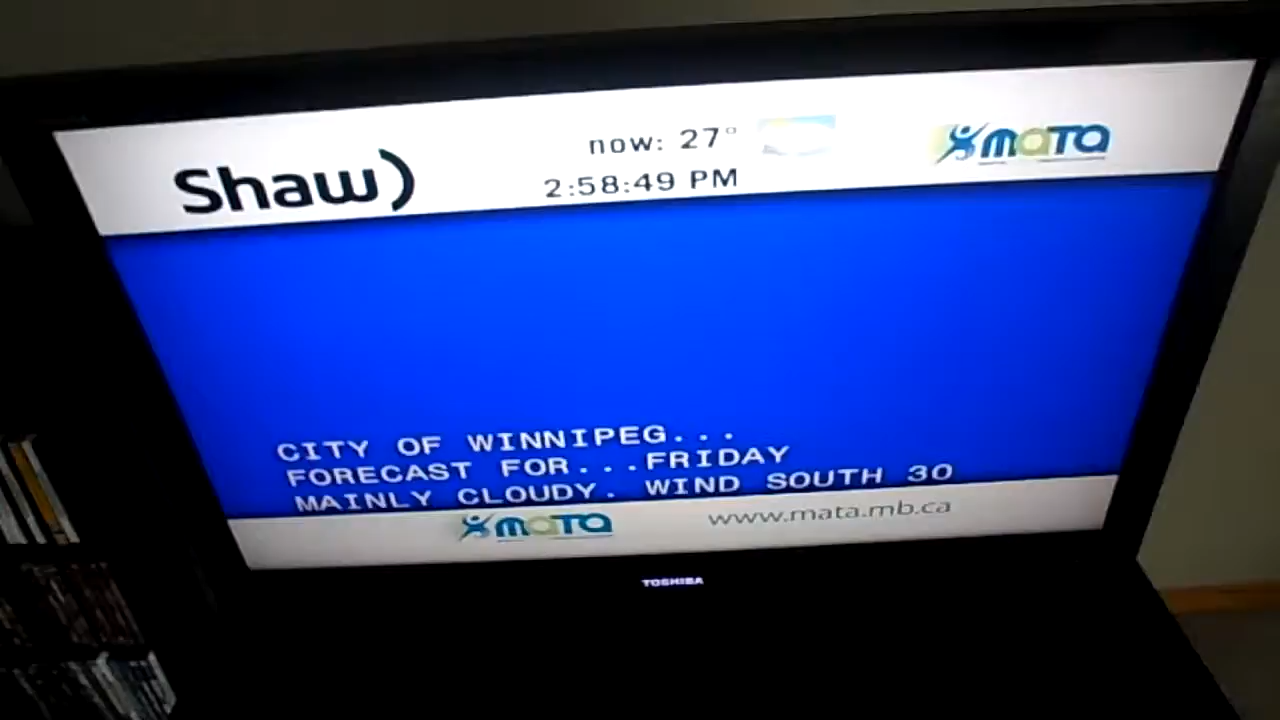 Shaw)
now: 27°
2:58:49 PM
mata
CITY OF WINNIPEG...
FORECAST FOR...FRIDAY
MAINLY CLOUDY. WIND SOUTH 30
mata
www.mata.mb.ca
TOSHIBA